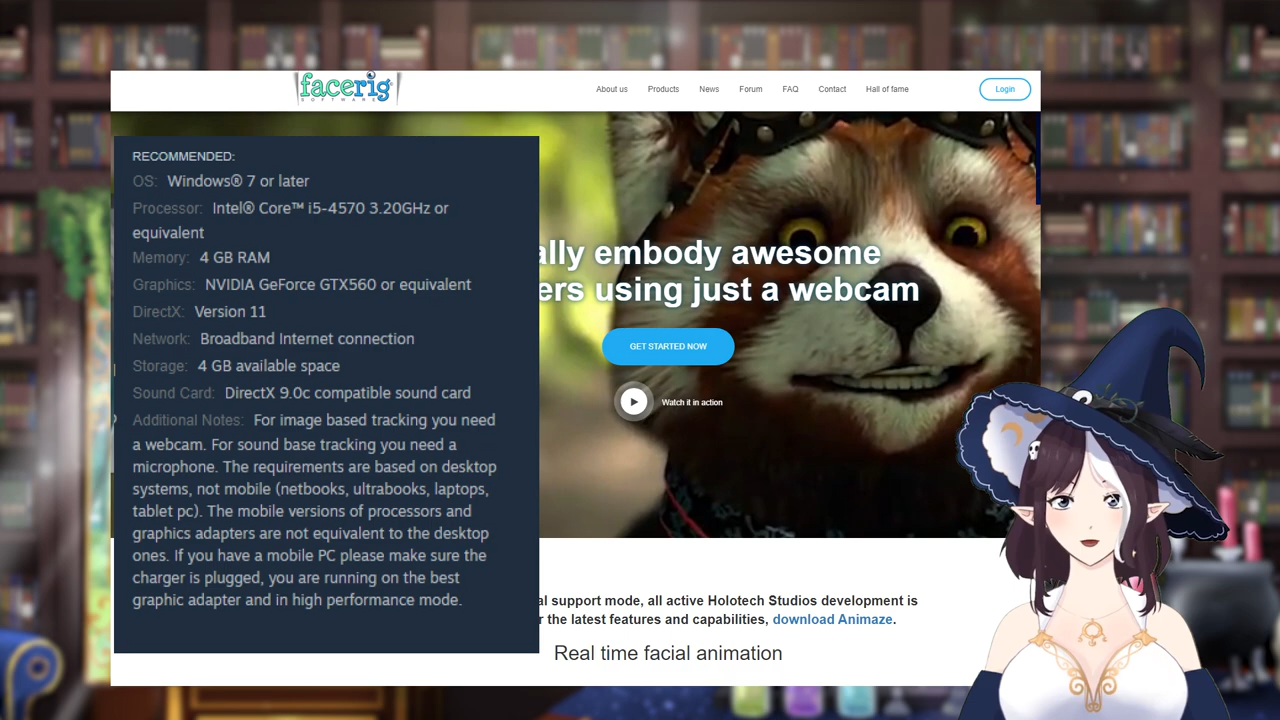 facerig
SOFTWARE
About us
Products
News
Forum
FAQ
Contact
Hall of fame
Login
RECOMMENDED:
OS: Windows® 7 or later
Processor: Intel® Core™ i5-4570 3.20GHz or
equivalent
Memory: 4 GB RAM
Graphics: NVIDIA GeForce GTX560 or equivalent
DirectX: Version 11
Network: Broadband Internet connection
Storage: 4 GB available space
Sound Card: DirectX 9.0c compatible sound card
Additional Notes: For image based tracking you need
a webcam. For sound base tracking you need a
microphone. The requirements are based on desktop
systems, not mobile (netbooks, ultrabooks, laptops,
tablet pc). The mobile versions of processors and
graphics adapters are not equivalent to the desktop
ones. If you have a mobile PC please make sure the
charger is plugged, you are running on the best
graphic adapter and in high performance mode.
ally embody awesome
ers using just a webcam
GET STARTED NOW
Watch it in action
al support mode, all active Holotech Studios development is
r the latest features and capabilities, download Animaze.
Real time facial animation